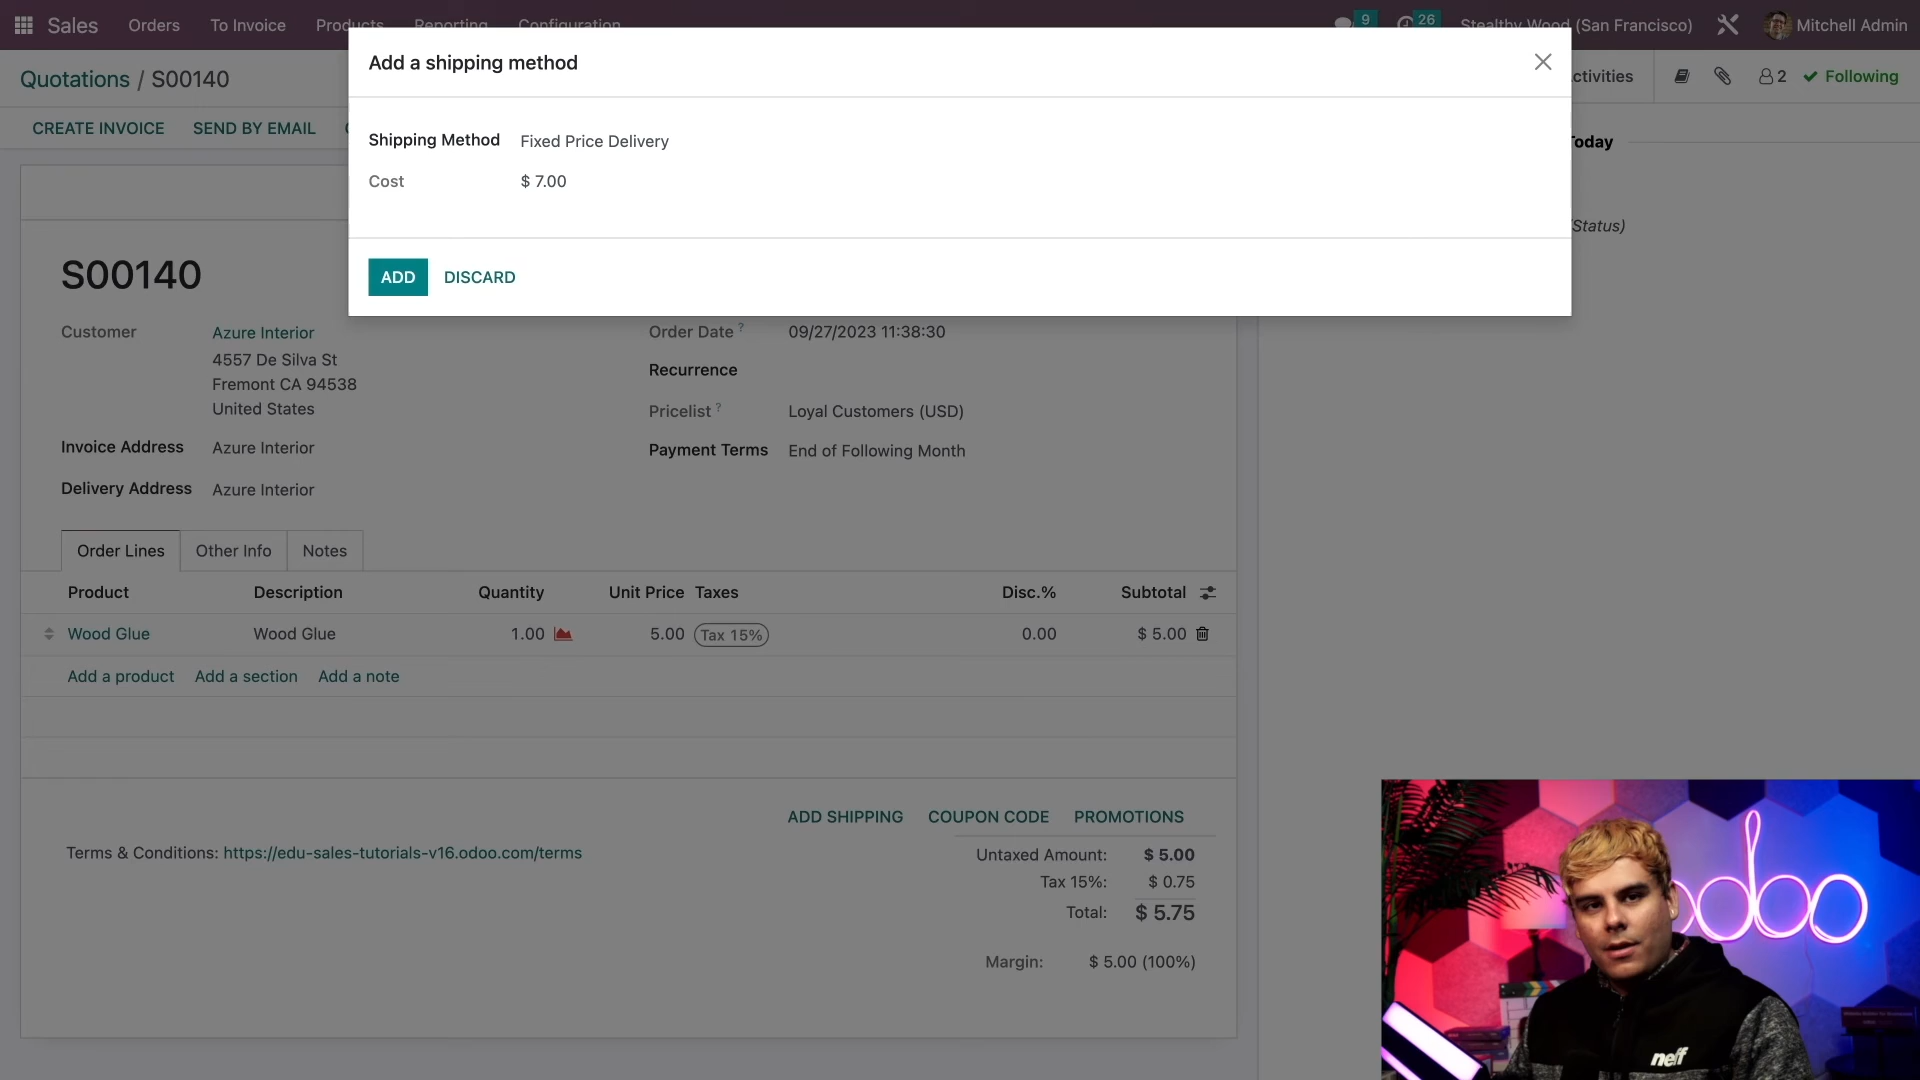 Sales Orders To Invoice Products Reporting Configuration 9 26 Stealthy Wood (San Francisco) Mitchell Admin
Add a shipping method
Quotations / S00140
ctivities 2 Following
CREATE INVOICE SEND BY EMAIL
Shipping Method Fixed Price Delivery
Today
Cost $ 7.00
(Status)
ADD DISCARD
S00140
Customer Azure Interior
4557 De Silva St
Fremont CA 94538
United States
Order Date ? 09/27/2023 11:38:30
Recurrence
Pricelist ? Loyal Customers (USD)
Payment Terms End of Following Month
Invoice Address Azure Interior
Delivery Address Azure Interior
Order Lines Other Info Notes
Product Description Quantity Unit Price Taxes Disc.% Subtotal
Wood Glue Wood Glue 1.00 5.00 Tax 15% 0.00 $ 5.00
Add a product Add a section Add a note
ADD SHIPPING COUPON CODE PROMOTIONS
Terms & Conditions: https://edu-sales-tutorials-v16.odoo.com/terms
Untaxed Amount: $ 5.00
Tax 15%: $ 0.75
Total: $ 5.75
Margin: $ 5.00 (100%)
odoo
neff